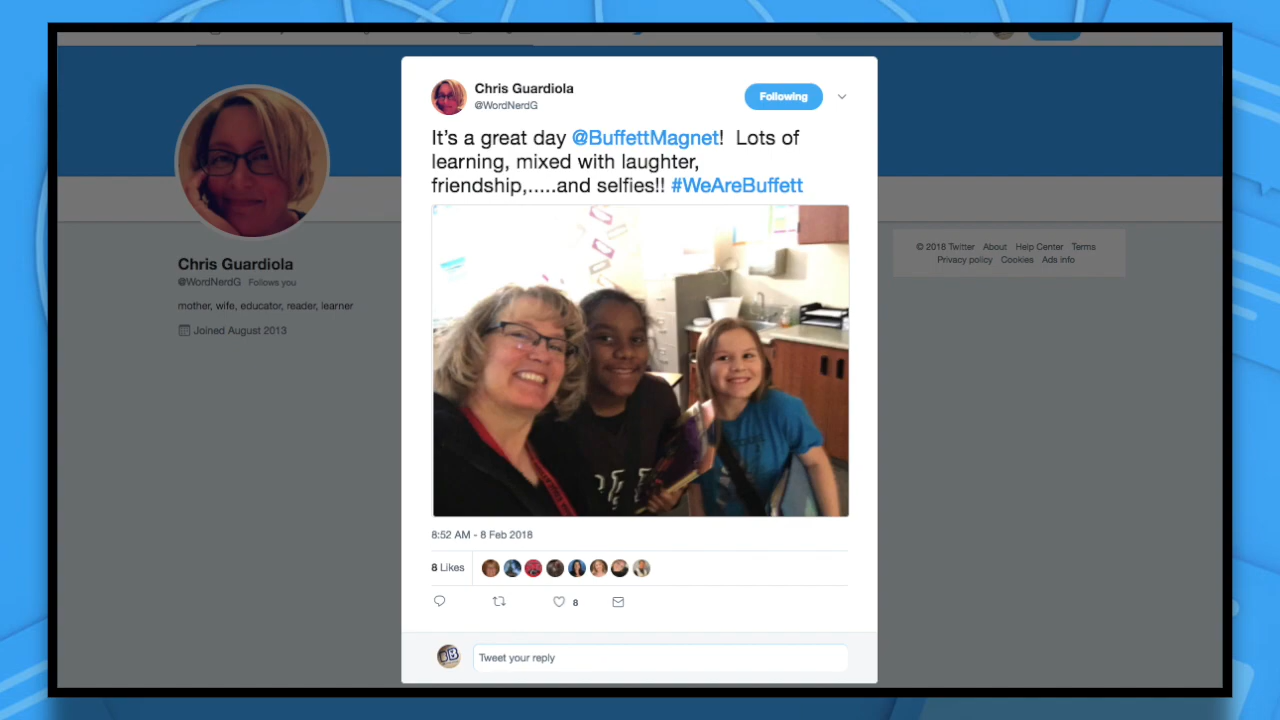 Chris Guardiola
@WordNerdG
Following
It’s a great day @BuffettMagnet!  Lots of
learning, mixed with laughter,
friendship,.....and selfies!! #WeAreBuffett
8:52 AM - 8 Feb 2018
8 Likes
8
Tweet your reply
Chris Guardiola
@WordNerdG Follows you
mother, wife, educator, reader, learner
Joined August 2013
© 2018 Twitter About Help Center Terms
Privacy policy Cookies Ads info